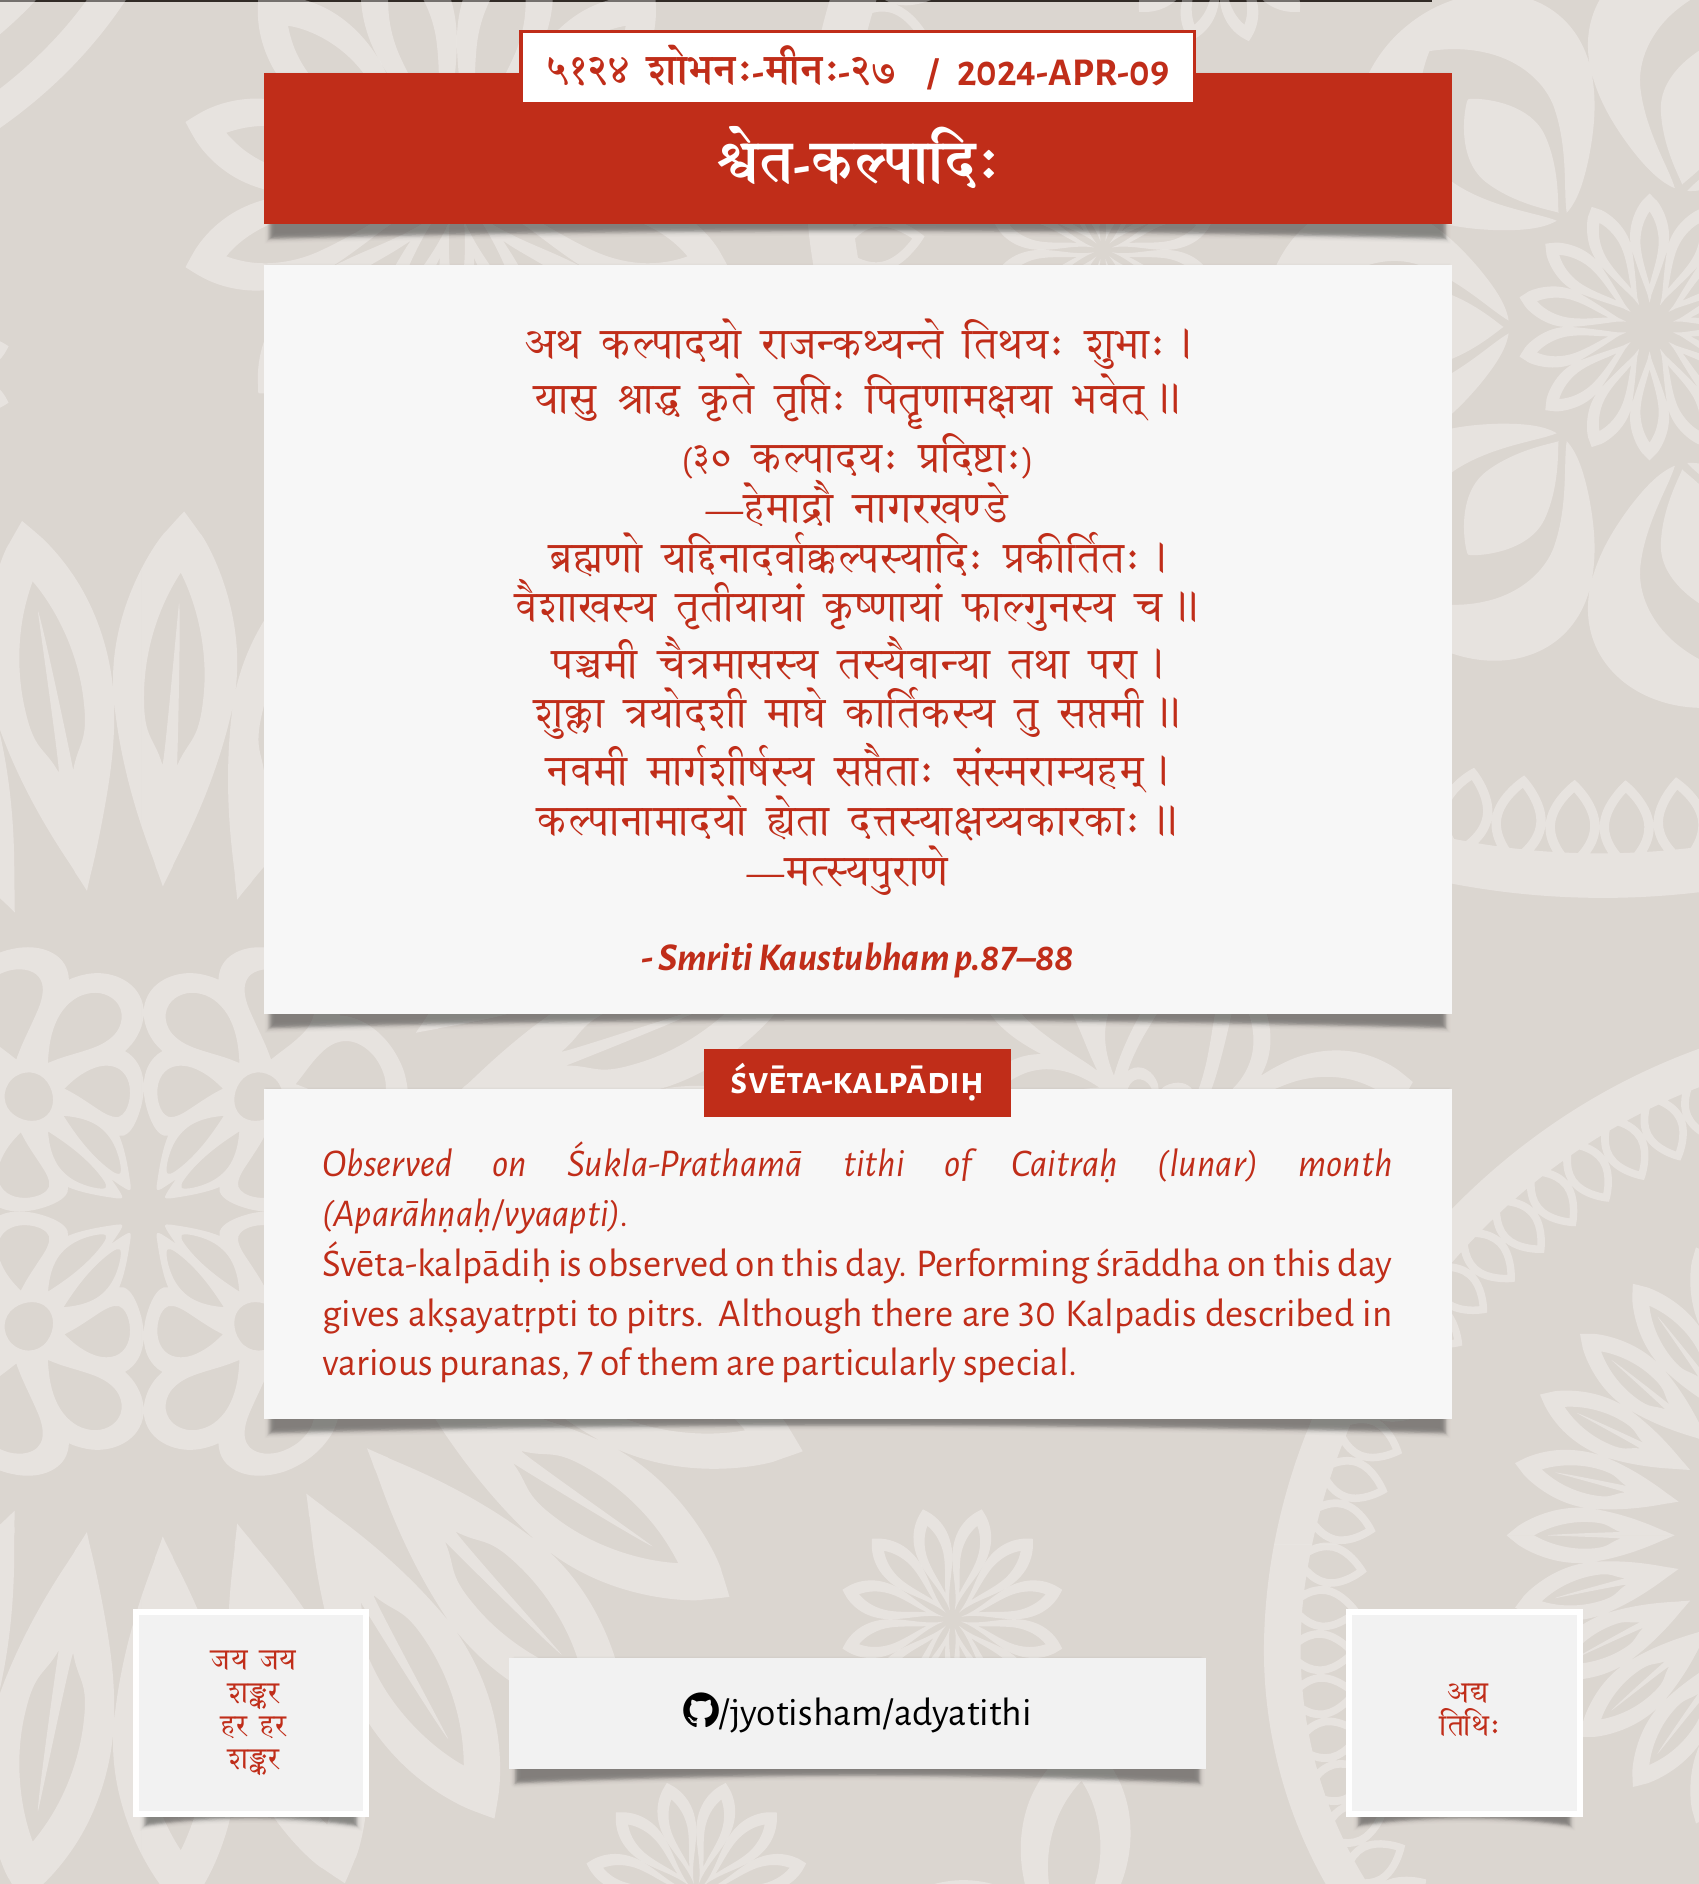 ५१२४ शोभनः-मीनः-२७ / 2024-APR-09
श्वेत-कल्पादिः
अथ कल्पादयो राजन्कथ्यन्ते तिथयः शुभाः ।
यासु श्राद्ध कृते तृप्तिः पितॄणामक्षया भवेत् ॥
(३० कल्पादयः प्रदिष्टाः)
—हेमाद्रौ नागरखण्डे
ब्रह्मणो यद्दिनादर्वाक्कल्पस्यादिः प्रकीर्तितः ।
वैशाखस्य तृतीयायां कृष्णायां फाल्गुनस्य च ॥
पञ्चमी चैत्रमासस्य तस्यैवान्या तथा परा ।
शुक्ला त्रयोदशी माघे कार्तिकस्य तु सप्तमी ॥
नवमी मार्गशीर्षस्य सप्तैताः संस्मराम्यहम् ।
कल्पानामादयो ह्येता दत्तस्याक्षय्यकारकाः ॥
—मत्स्यपुराणे
- Smriti Kaustubham p.87–88
ŚVĒTA-KALPĀDIḤ
Observed on Śukla-Prathamā tithi of Caitraḥ (lunar) month
(Aparāhṇaḥ/vyaapti).
Śvēta-kalpādiḥ is observed on this day. Performing śrāddha on this day
gives akṣayatṛpti to pitrs. Although there are 30 Kalpadis described in
various puranas, 7 of them are particularly special.
जय जय
शङ्कर
हर हर
शङ्कर
/jyotisham/adyatithi
अद्य
तिथिः